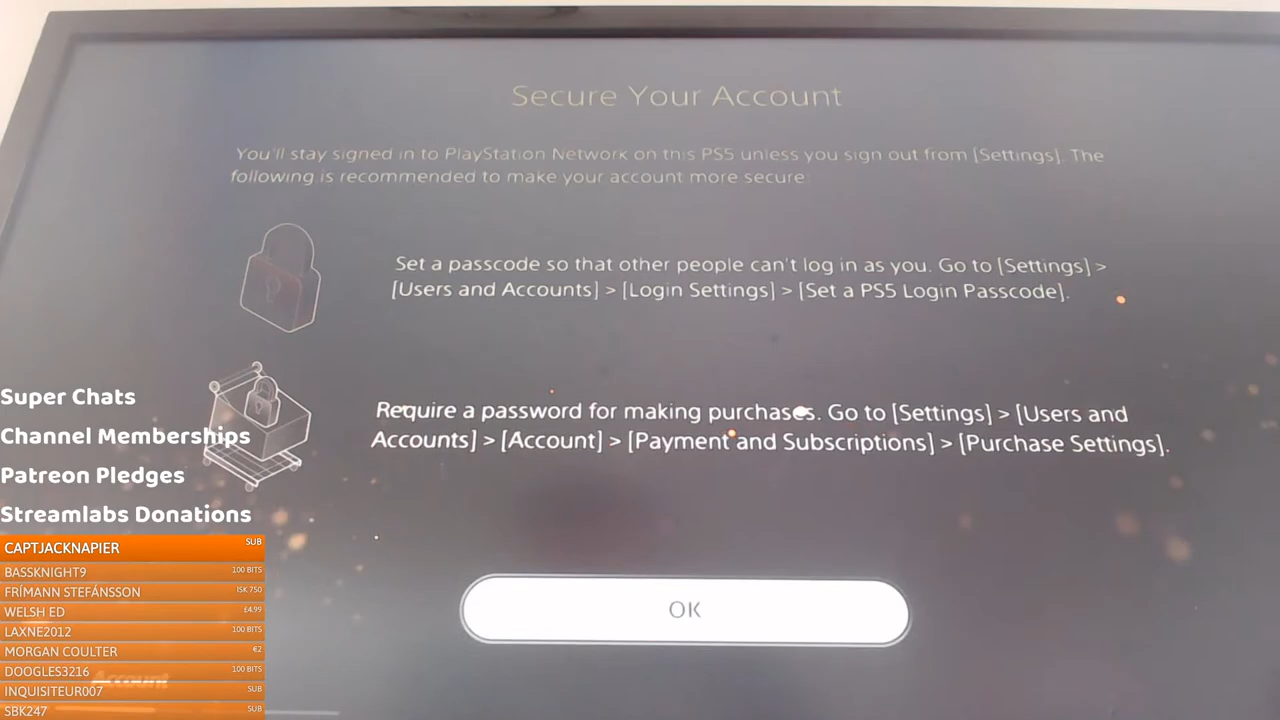 Secure Your Account
You'll stay signed in to PlayStation Network on this PS5 unless you sign out from [Settings]. The
following is recommended to make your account more secure:
Set a passcode so that other people can't log in as you. Go to [Settings] >
[Users and Accounts] > [Login Settings] > [Set a PS5 Login Passcode].
Require a password for making purchases. Go to [Settings] > [Users and
Accounts] > [Account] > [Payment and Subscriptions] > [Purchase Settings].
OK
Super Chats
Channel Memberships
Patreon Pledges
Streamlabs Donations
CAPTJACKNAPIER SUB
BASSKNIGHT9 100 BITS
FRÍMANN STEFÁNSSON ISK 750
WELSH ED £4.99
LAXNE2012 100 BITS
MORGAN COULTER €2
DOOGLES3216 100 BITS
Account
INQUISITEUR007 SUB
SBK247 SUB